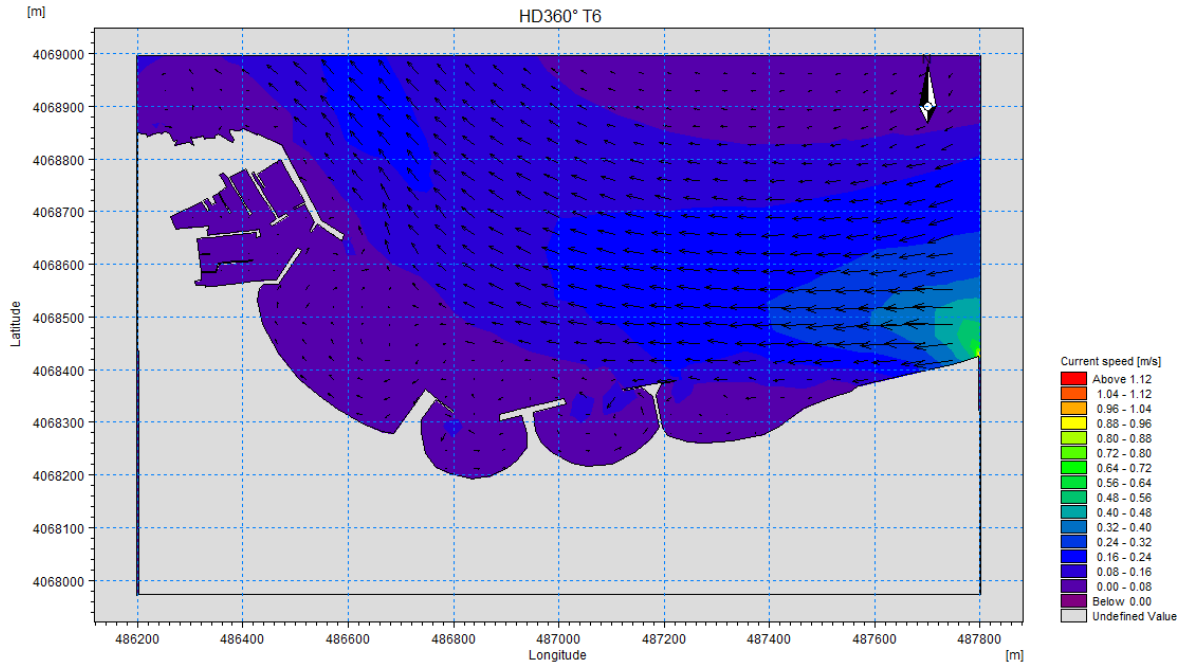 HD360° T6
[m]
4069000
4068900
4068800
4068700
4068600
4068500
4068400
4068300
4068200
4068100
4068000
Latitude
N
486200 486400 486600 486800 487000 487200 487400 487600 487800
Longitude
[m]
Current speed [m/s]
Above 1.12
1.04 - 1.12
0.96 - 1.04
0.88 - 0.96
0.80 - 0.88
0.72 - 0.80
0.64 - 0.72
0.56 - 0.64
0.48 - 0.56
0.40 - 0.48
0.32 - 0.40
0.24 - 0.32
0.16 - 0.24
0.08 - 0.16
0.00 - 0.08
Below 0.00
Undefined Value